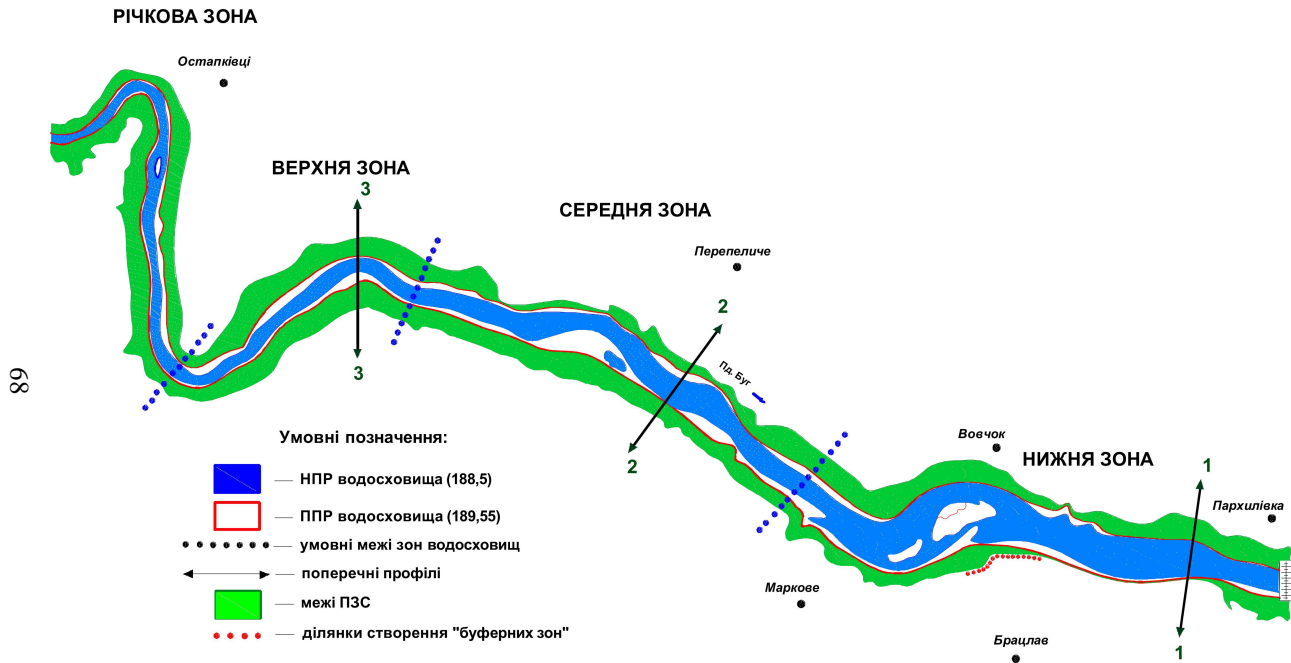 РІЧКОВА ЗОНА
Остапківці
ВЕРХНЯ ЗОНА
3
3
СЕРЕДНЯ ЗОНА
Перепеличе
2
2
Пд. Буг
Вовчок
НИЖНЯ ЗОНА
1
1
Пархилівка
Маркове
Брацлав
68
Умовні позначення:
— НПР водосховища (188,5)
— ППР водосховища (189,55)
— умовні межі зон водосховищ
— поперечні профілі
— межі ПЗС
— ділянки створення "буферних зон"